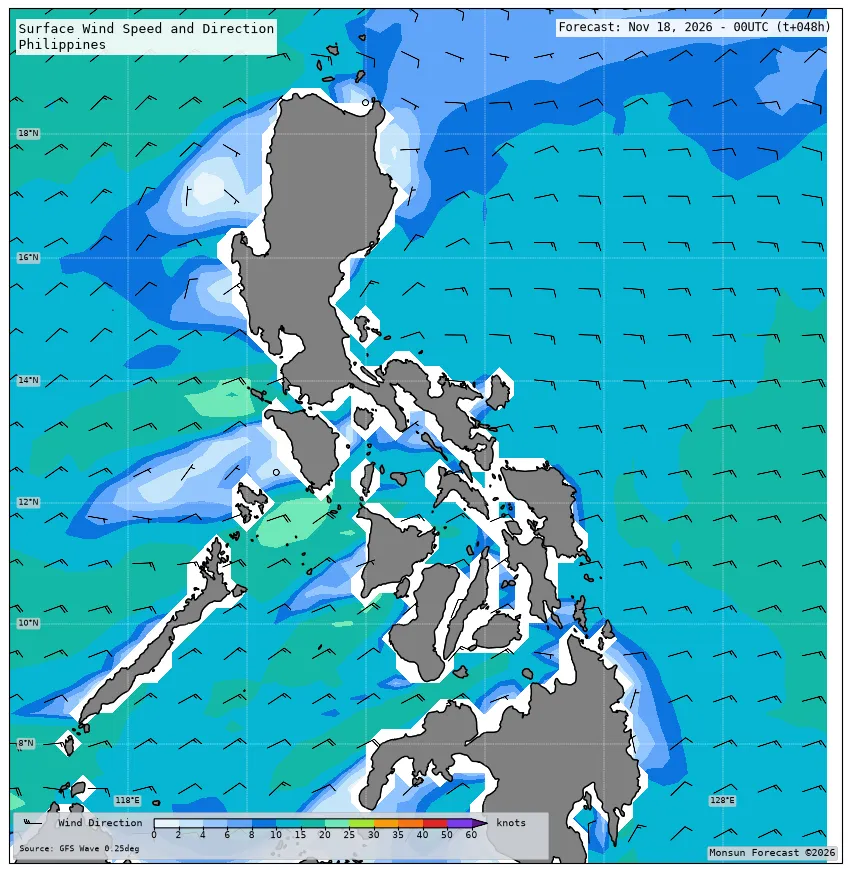 Surface Wind Speed and Direction
Philippines
Forecast: Nov 18, 2026 - 00UTC (t+048h)
18°N
16°N
14°N
12°N
10°N
8°N
118°E
128°E
Wind Direction
0 2 4 6 8 10 15 20 25 30 35 40 50 60 knots
Source: GFS Wave 0.25deg
Monsun Forecast ©2026